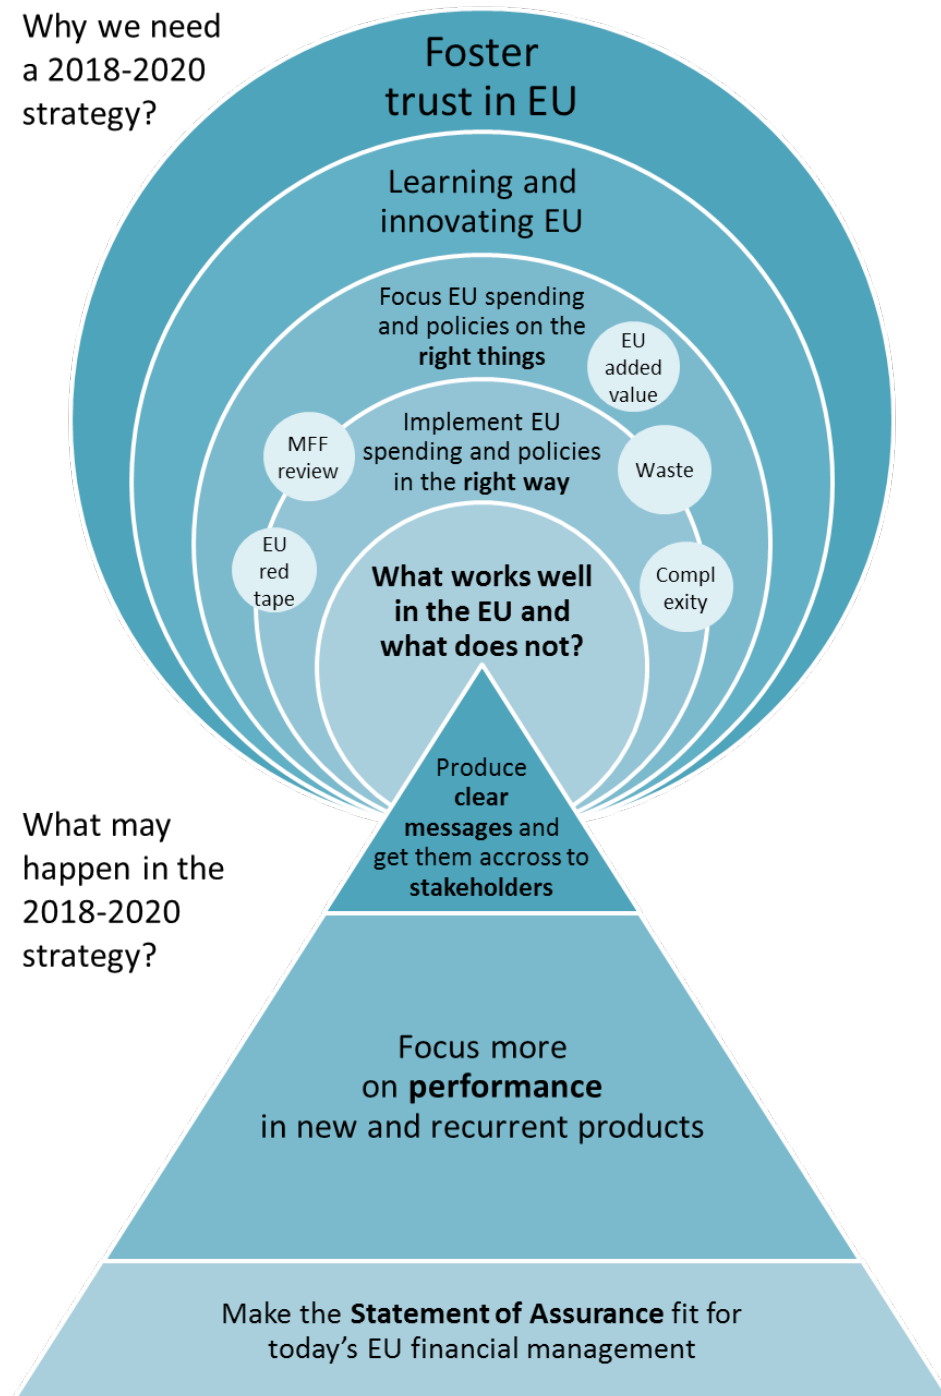 Why we need
a 2018-2020
strategy?
Foster
trust in EU
Learning and
innovating EU
Focus EU spending
and policies on the
right things
EU
added
value
Implement EU
spending and policies
in the right way
MFF
review
Waste
EU
red
tape
Compl
exity
What works well
in the EU and
what does not?
Produce
clear
messages and
get them accross to
stakeholders
What may
happen in the
2018-2020
strategy?
Focus more
on performance
in new and recurrent products
Make the Statement of Assurance fit for
today’s EU financial management